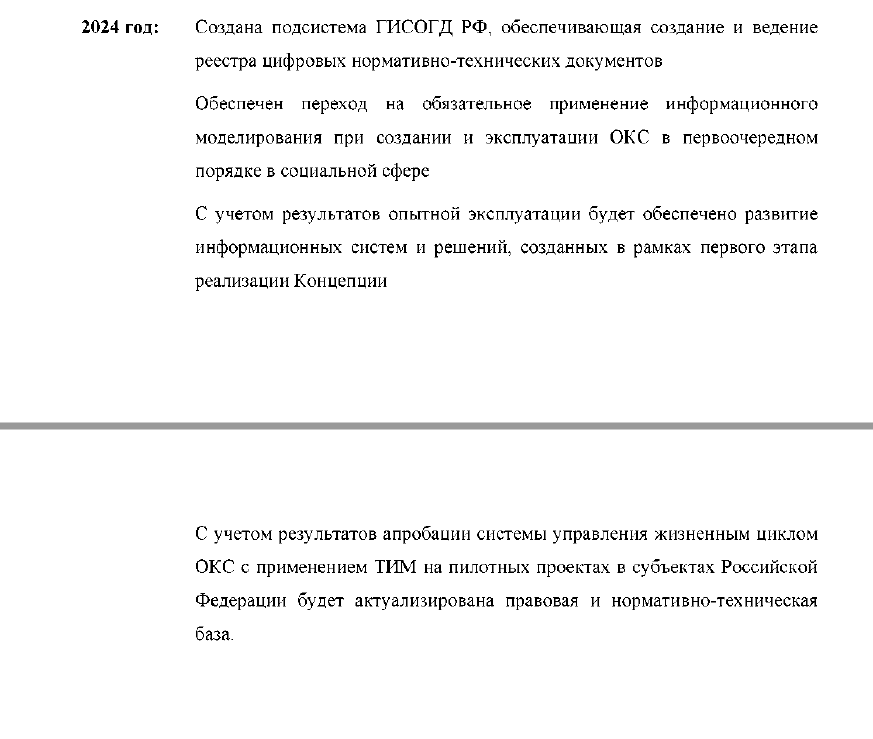 2024 год: Создана подсистема ГИСОГД РФ, обеспечивающая создание и ведение
реестра цифровых нормативно-технических документов
Обеспечен переход на обязательное применение информационного
моделирования при создании и эксплуатации ОКС в первоочередном
порядке в социальной сфере
С учетом результатов опытной эксплуатации будет обеспечено развитие
информационных систем и решений, созданных в рамках первого этапа
реализации Концепции
С учетом результатов апробации системы управления жизненным циклом
ОКС с применением ТИМ на пилотных проектах в субъектах Российской
Федерации будет актуализирована правовая и нормативно-техническая
база.